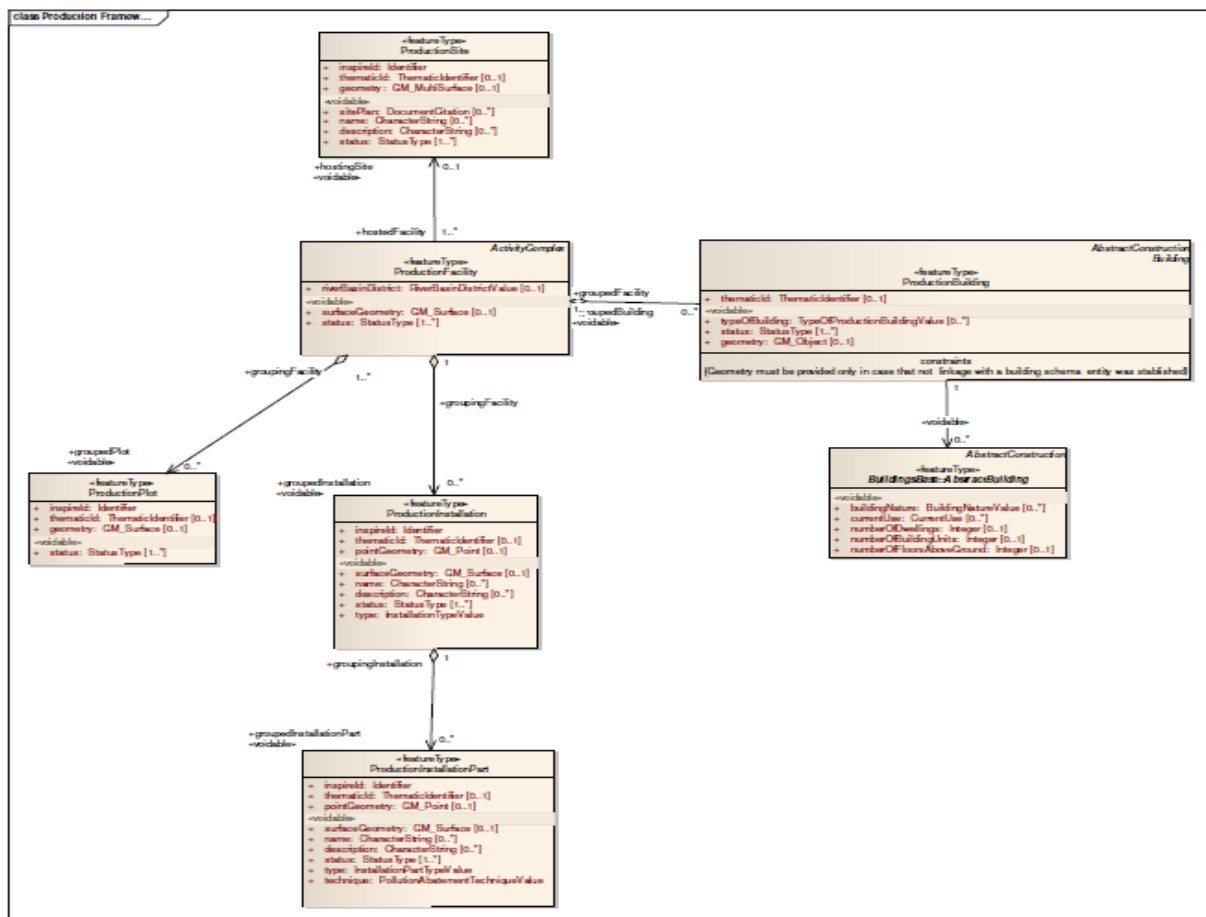 class Production Framew...
«featureType»
ProductionSite
+ inspireId: Identifier
+ thematicId: ThematicIdentifier [0..1]
+ geometry: GM_MultiSurface [0..1]
«voidable»
+ sitePlan: DocumentCitation [0..*]
+ name: CharacterString [0..*]
+ description: CharacterString [0..*]
+ status: StatusType [1..*]
+hostingSite
«voidable»
0..1
+hostedFacility
1..*
ActivityComplex
«featureType»
ProductionFacility
+ riverBasinDistrict: RiverBasinDistrictValue [0..1]
«voidable»
+ surfaceGeometry: GM_Surface [0..1]
+ status: StatusType [1..*]
+groupedFacility
«voidable»
0..*
AbstractConstruction
Building
«featureType»
ProductionBuilding
+ thematicId: ThematicIdentifier [0..1]
«voidable»
+ typeOfBuilding: TypeOfProductionBuildingValue [0..*]
+ status: StatusType [1..*]
+ geometry: GM_Object [0..1]
constraints
{Geometry must be provided only in case that not linkage with a building schema entity was stablished}
1
«voidable»
0..*
AbstractConstruction
«featureType»
+ buildingNature: BuildingNatureValue [0..*]
«voidable»
+ currentUse: CurrentUse [0..*]
+ numberOfDwellings: Integer [0..1]
+ numberOfBuildingUnits: Integer [0..1]
+ numberOfFloorsAboveGround: Integer [0..1]
+groupingFacility
1..*
1
+groupingFacility
+groupedPlot
«voidable»
0..*
«featureType»
ProductionPlot
+ inspireId: Identifier
+ thematicId: ThematicIdentifier [0..1]
+ geometry: GM_Surface [0..1]
«voidable»
+ status: StatusType [1..*]
+groupedInstallation
«voidable»
0..*
«featureType»
ProductionInstallation
+ inspireId: Identifier
+ thematicId: ThematicIdentifier [0..1]
+ pointGeometry: GM_Point [0..1]
«voidable»
+ surfaceGeometry: GM_Surface [0..1]
+ name: CharacterString [0..*]
+ description: CharacterString [0..*]
+ status: StatusType [1..*]
+ type: InstallationTypeValue
+groupingInstallation
1
+groupedInstallationPart
«voidable»
0..*
«featureType»
ProductionInstallationPart
+ inspireId: Identifier
+ thematicId: ThematicIdentifier [0..1]
+ pointGeometry: GM_Point [0..1]
«voidable»
+ surfaceGeometry: GM_Surface [0..1]
+ name: CharacterString [0..*]
+ description: CharacterString [0..*]
+ status: StatusType [1..*]
+ type: InstallationPartTypeValue
+ technique: PollutionAbatementTechniqueValue